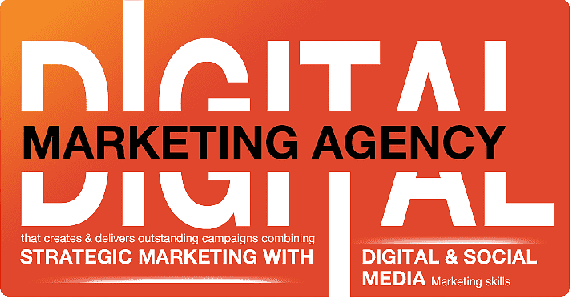 DIGITAL
MARKETING AGENCY
that creates & delivers outstanding campaigns combining
STRATEGIC MARKETING WITH
DIGITAL & SOCIAL
MEDIA Marketing skills